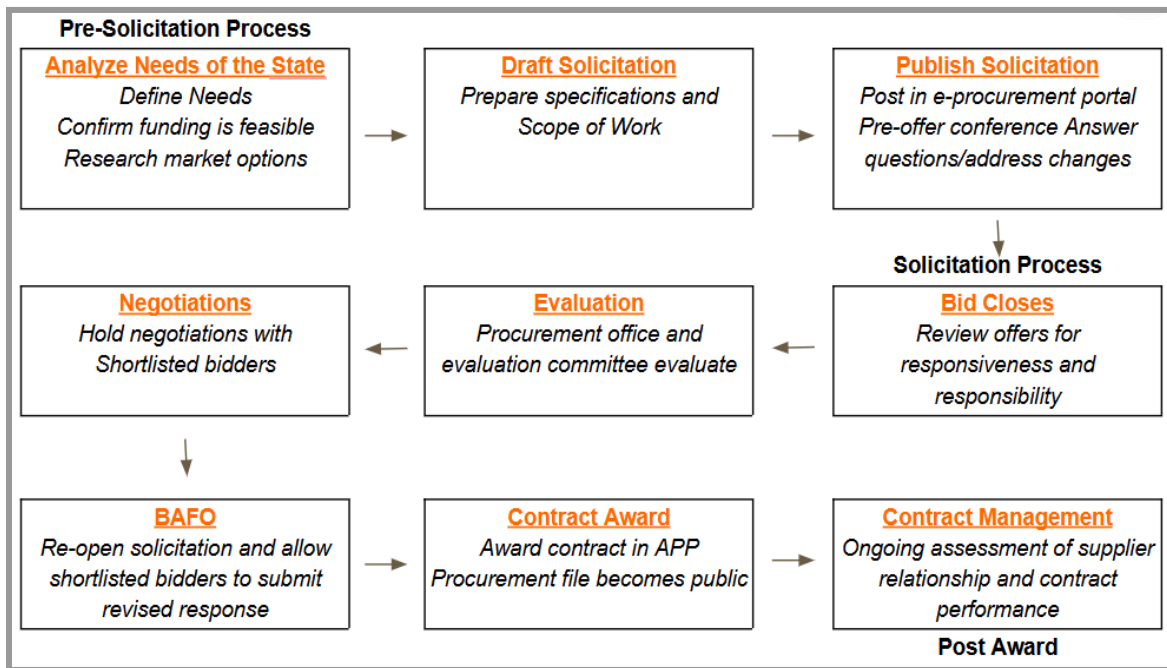 Pre-Solicitation Process
Analyze Needs of the State
Define Needs
Confirm funding is feasible
Research market options
Draft Solicitation
Prepare specifications and
Scope of Work
Publish Solicitation
Post in e-procurement portal
Pre-offer conference Answer
questions/address changes
Solicitation Process
Bid Closes
Review offers for
responsiveness and
responsibility
Evaluation
Procurement office and
evaluation committee evaluate
Negotiations
Hold negotiations with
Shortlisted bidders
BAFO
Re-open solicitation and allow
shortlisted bidders to submit
revised response
Contract Award
Award contract in APP
Procurement file becomes public
Contract Management
Ongoing assessment of supplier
relationship and contract
performance
Post Award